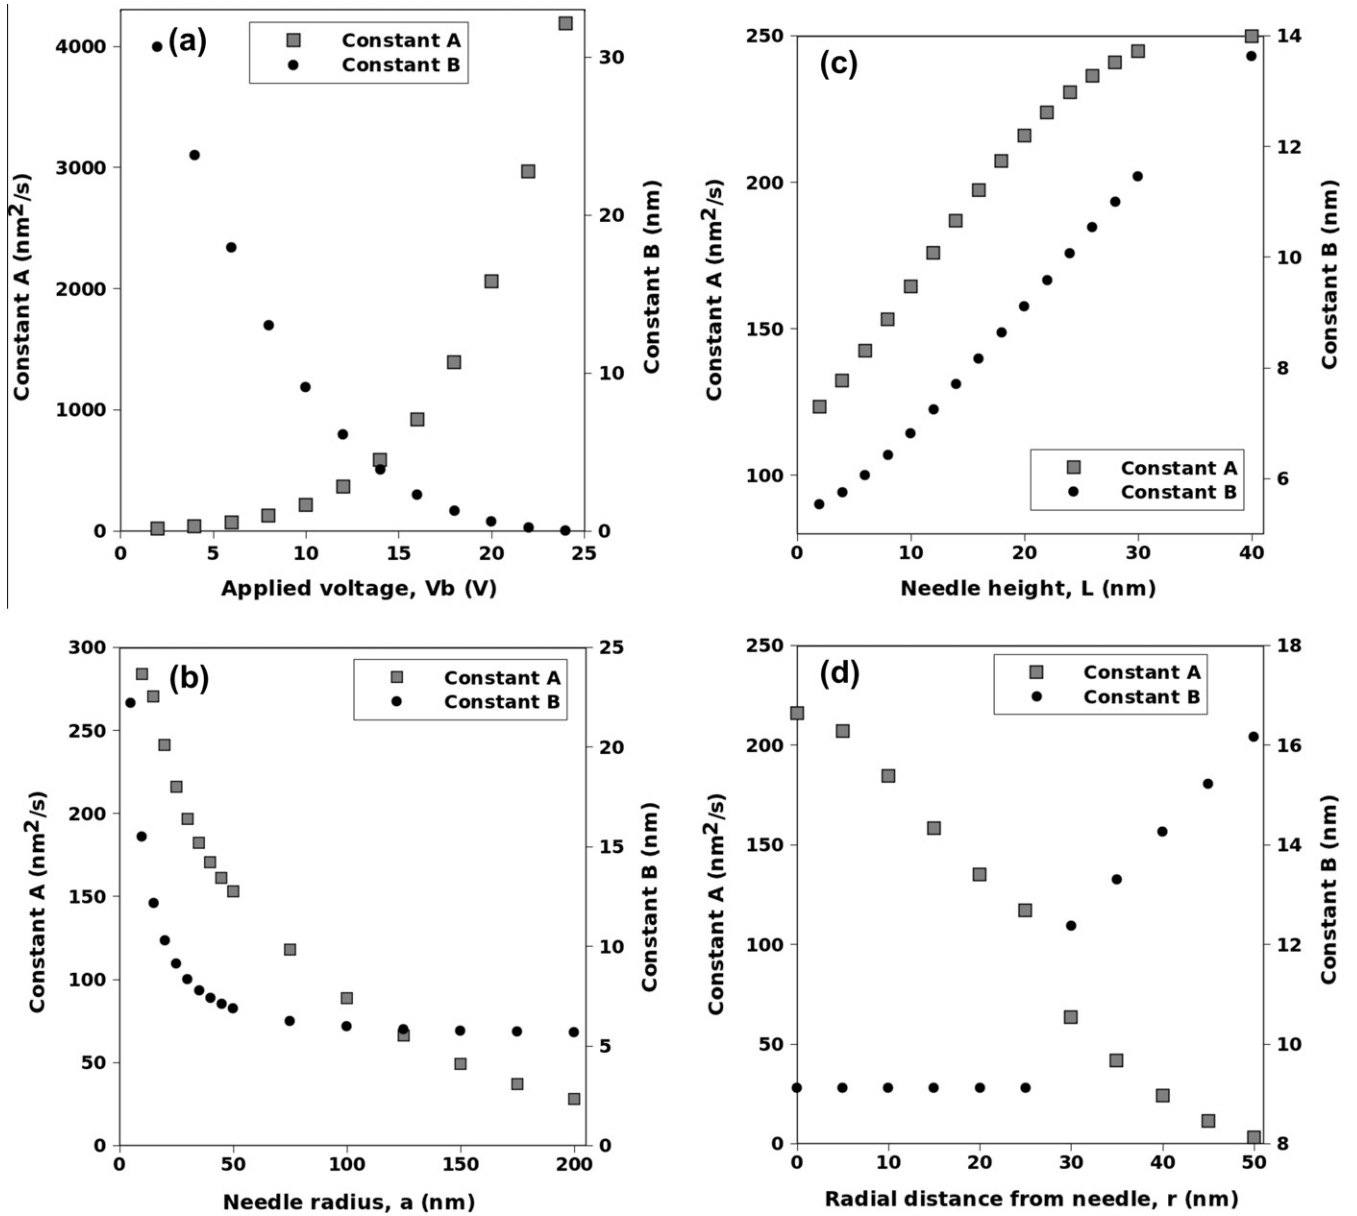 (a)
Constant A
Constant B
4000
3000
2000
1000
0
30
20
10
0
0 5 10 15 20 25
Constant A (nm²/s)
Constant B (nm)
Applied voltage, Vb (V)
(c)
250
200
150
100
14
12
10
8
6
Constant A
Constant B
0 10 20 30 40
Constant A (nm²/s)
Constant B (nm)
Needle height, L (nm)
(b)
Constant A
Constant B
300
250
200
150
100
50
0
25
20
15
10
5
0
0 50 100 150 200
Constant A (nm²/s)
Constant B (nm)
Needle radius, a (nm)
(d)
Constant A
Constant B
250
200
150
100
50
0
18
16
14
12
10
8
0 10 20 30 40 50
Constant A (nm²/s)
Constant B (nm)
Radial distance from needle, r (nm)